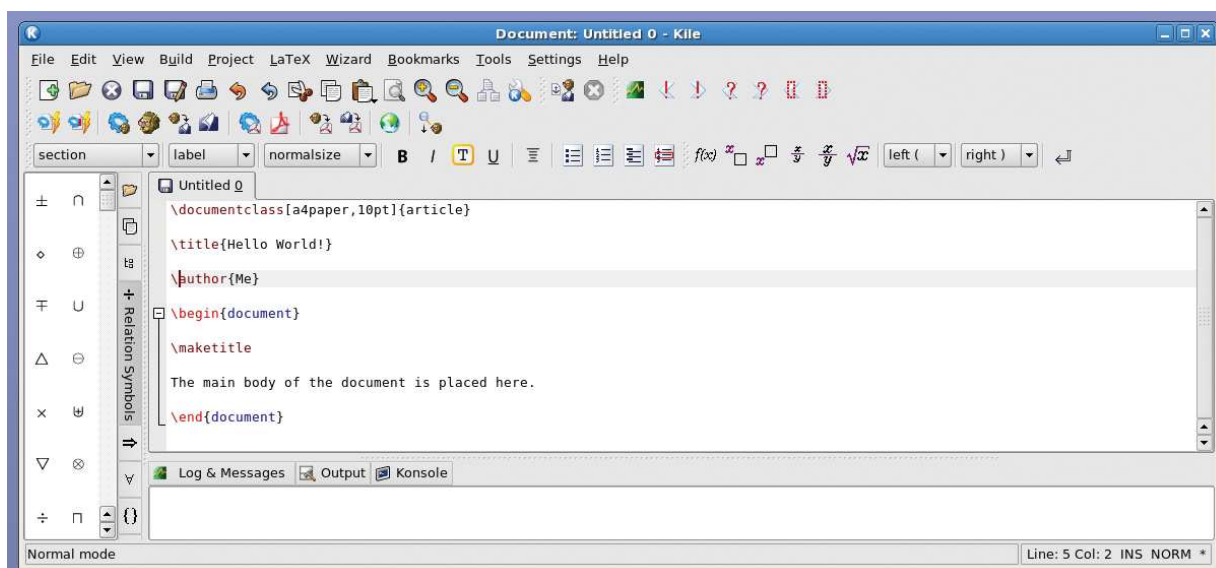 Document: Untitled 0 - Kile
File Edit View Build Project LaTeX Wizard Bookmarks Tools Settings Help
section label normalsize B I T U f(x) left ( right )
Untitled 0
\documentclass[a4paper,10pt]{article}
\title{Hello World!}
\author{Me}
\begin{document}
\maketitle
The main body of the document is placed here.
\end{document}
Relation Symbols
Log & Messages Output Konsole
Normal mode Line: 5 Col: 2 INS NORM *